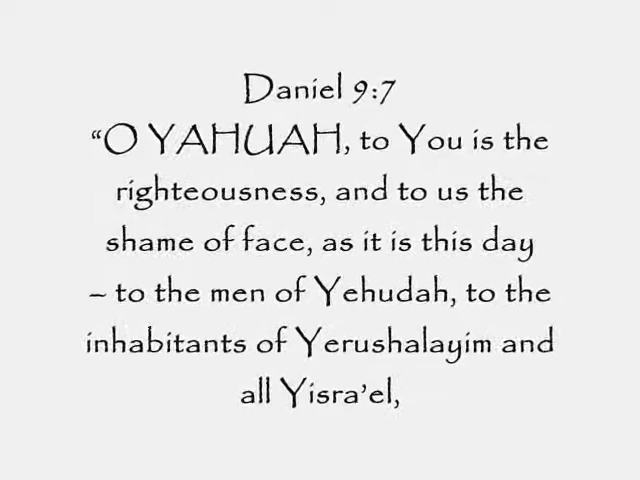 Daniel 9:7
“O YAHUAH, to You is the
righteousness, and to us the
shame of face, as it is this day
– to the men of Yehudah, to the
inhabitants of Yerushalayim and
all Yisra’el,